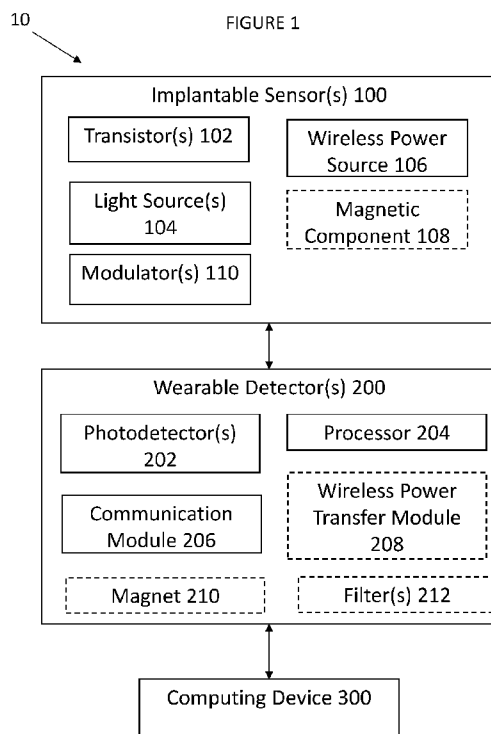 10
FIGURE 1
Implantable Sensor(s) 100
Transistor(s) 102
Wireless Power
Source 106
Light Source(s)
104
Magnetic
Component 108
Modulator(s) 110
Wearable Detector(s) 200
Photodetector(s)
202
Processor 204
Communication
Module 206
Wireless Power
Transfer Module
208
Magnet 210
Filter(s) 212
Computing Device 300